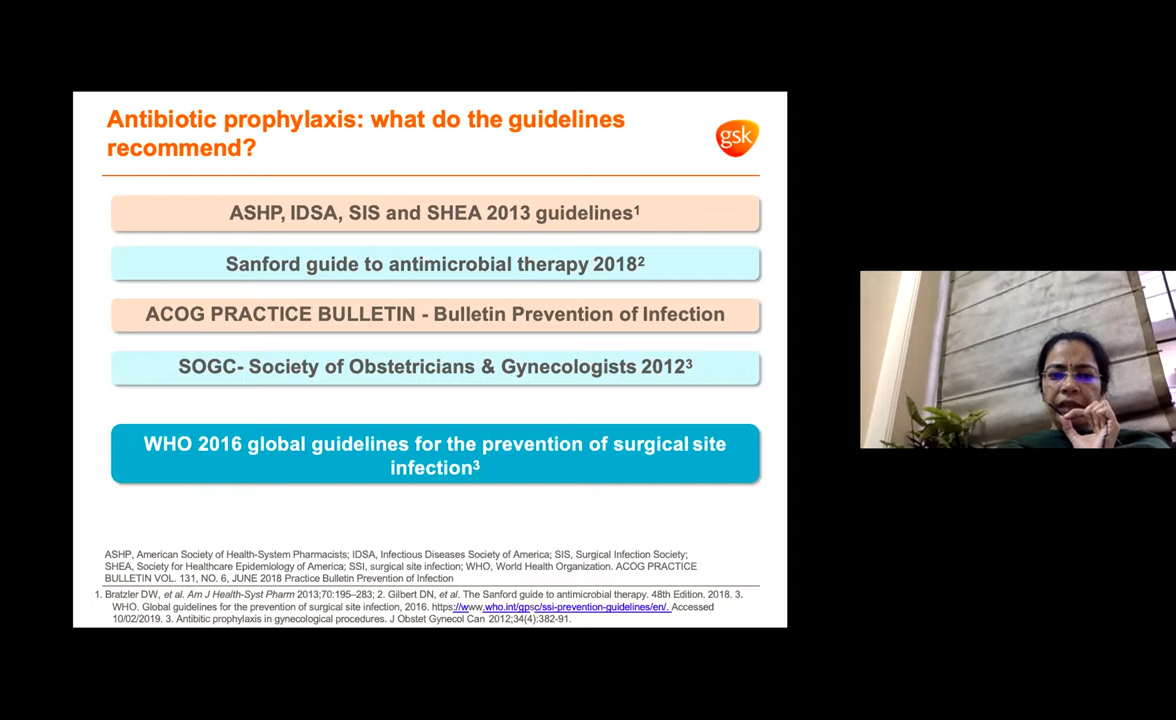 Antibiotic prophylaxis: what do the guidelines
recommend?
gsk
ASHP, IDSA, SIS and SHEA 2013 guidelines¹
Sanford guide to antimicrobial therapy 2018²
ACOG PRACTICE BULLETIN - Bulletin Prevention of Infection
SOGC- Society of Obstetricians & Gynecologists 2012³
WHO 2016 global guidelines for the prevention of surgical site
infection³
ASHP, American Society of Health-System Pharmacists; IDSA, Infectious Diseases Society of America; SIS, Surgical Infection Society;
SHEA, Society for Healthcare Epidemiology of America; SSI, surgical site infection; WHO, World Health Organization. ACOG PRACTICE
BULLETIN VOL. 131, NO. 6, JUNE 2018 Practice Bulletin Prevention of Infection
1. Bratzler DW, et al. Am J Health-Syst Pharm 2013;70:195–283; 2. Gilbert DN, et al. The Sanford guide to antimicrobial therapy. 48th Edition. 2018. 3.
WHO. Global guidelines for the prevention of surgical site infection, 2016. https://www.who.int/gpsc/ssi-prevention-guidelines/en/. Accessed
10/02/2019. 3. Antibitic prophylaxis in gynecological procedures. J Obstet Gynecol Can 2012;34(4):382-91.